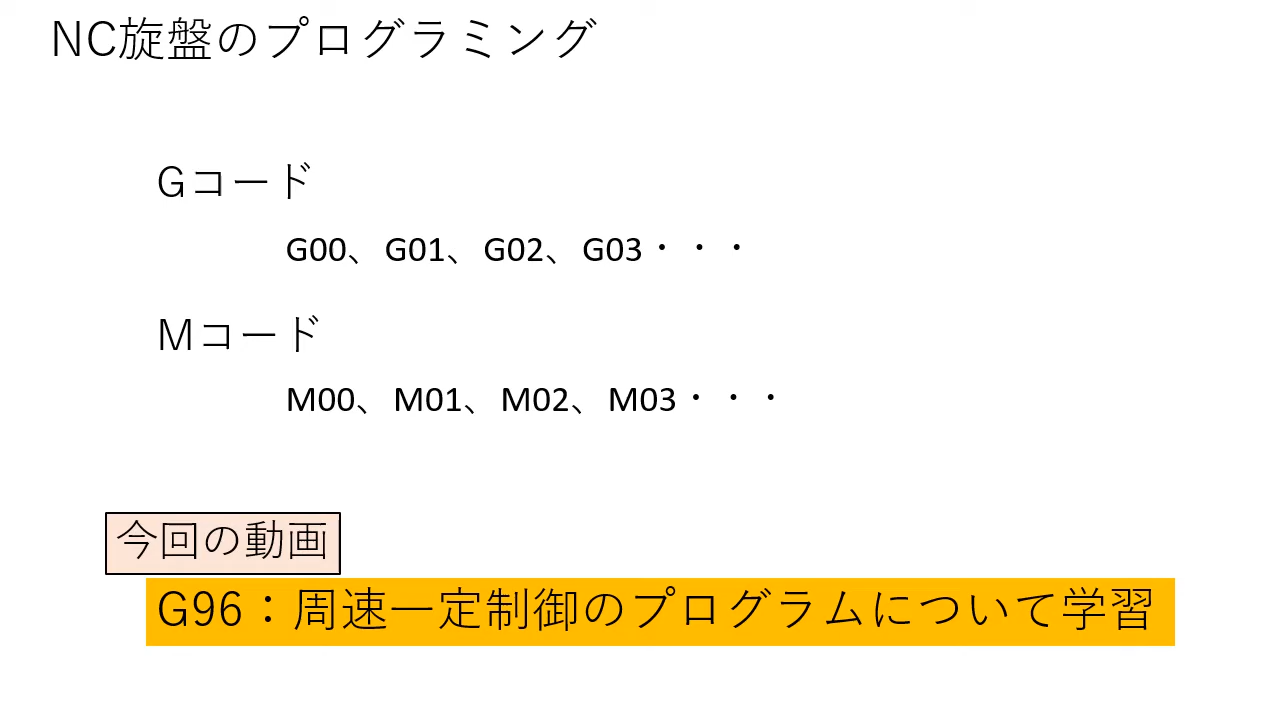 NC旋盤のプログラミング
Gコード
G00、G01、G02、G03・・・
Mコード
M00、M01、M02、M03・・・
今回の動画
G96：周速一定制御のプログラムについて学習